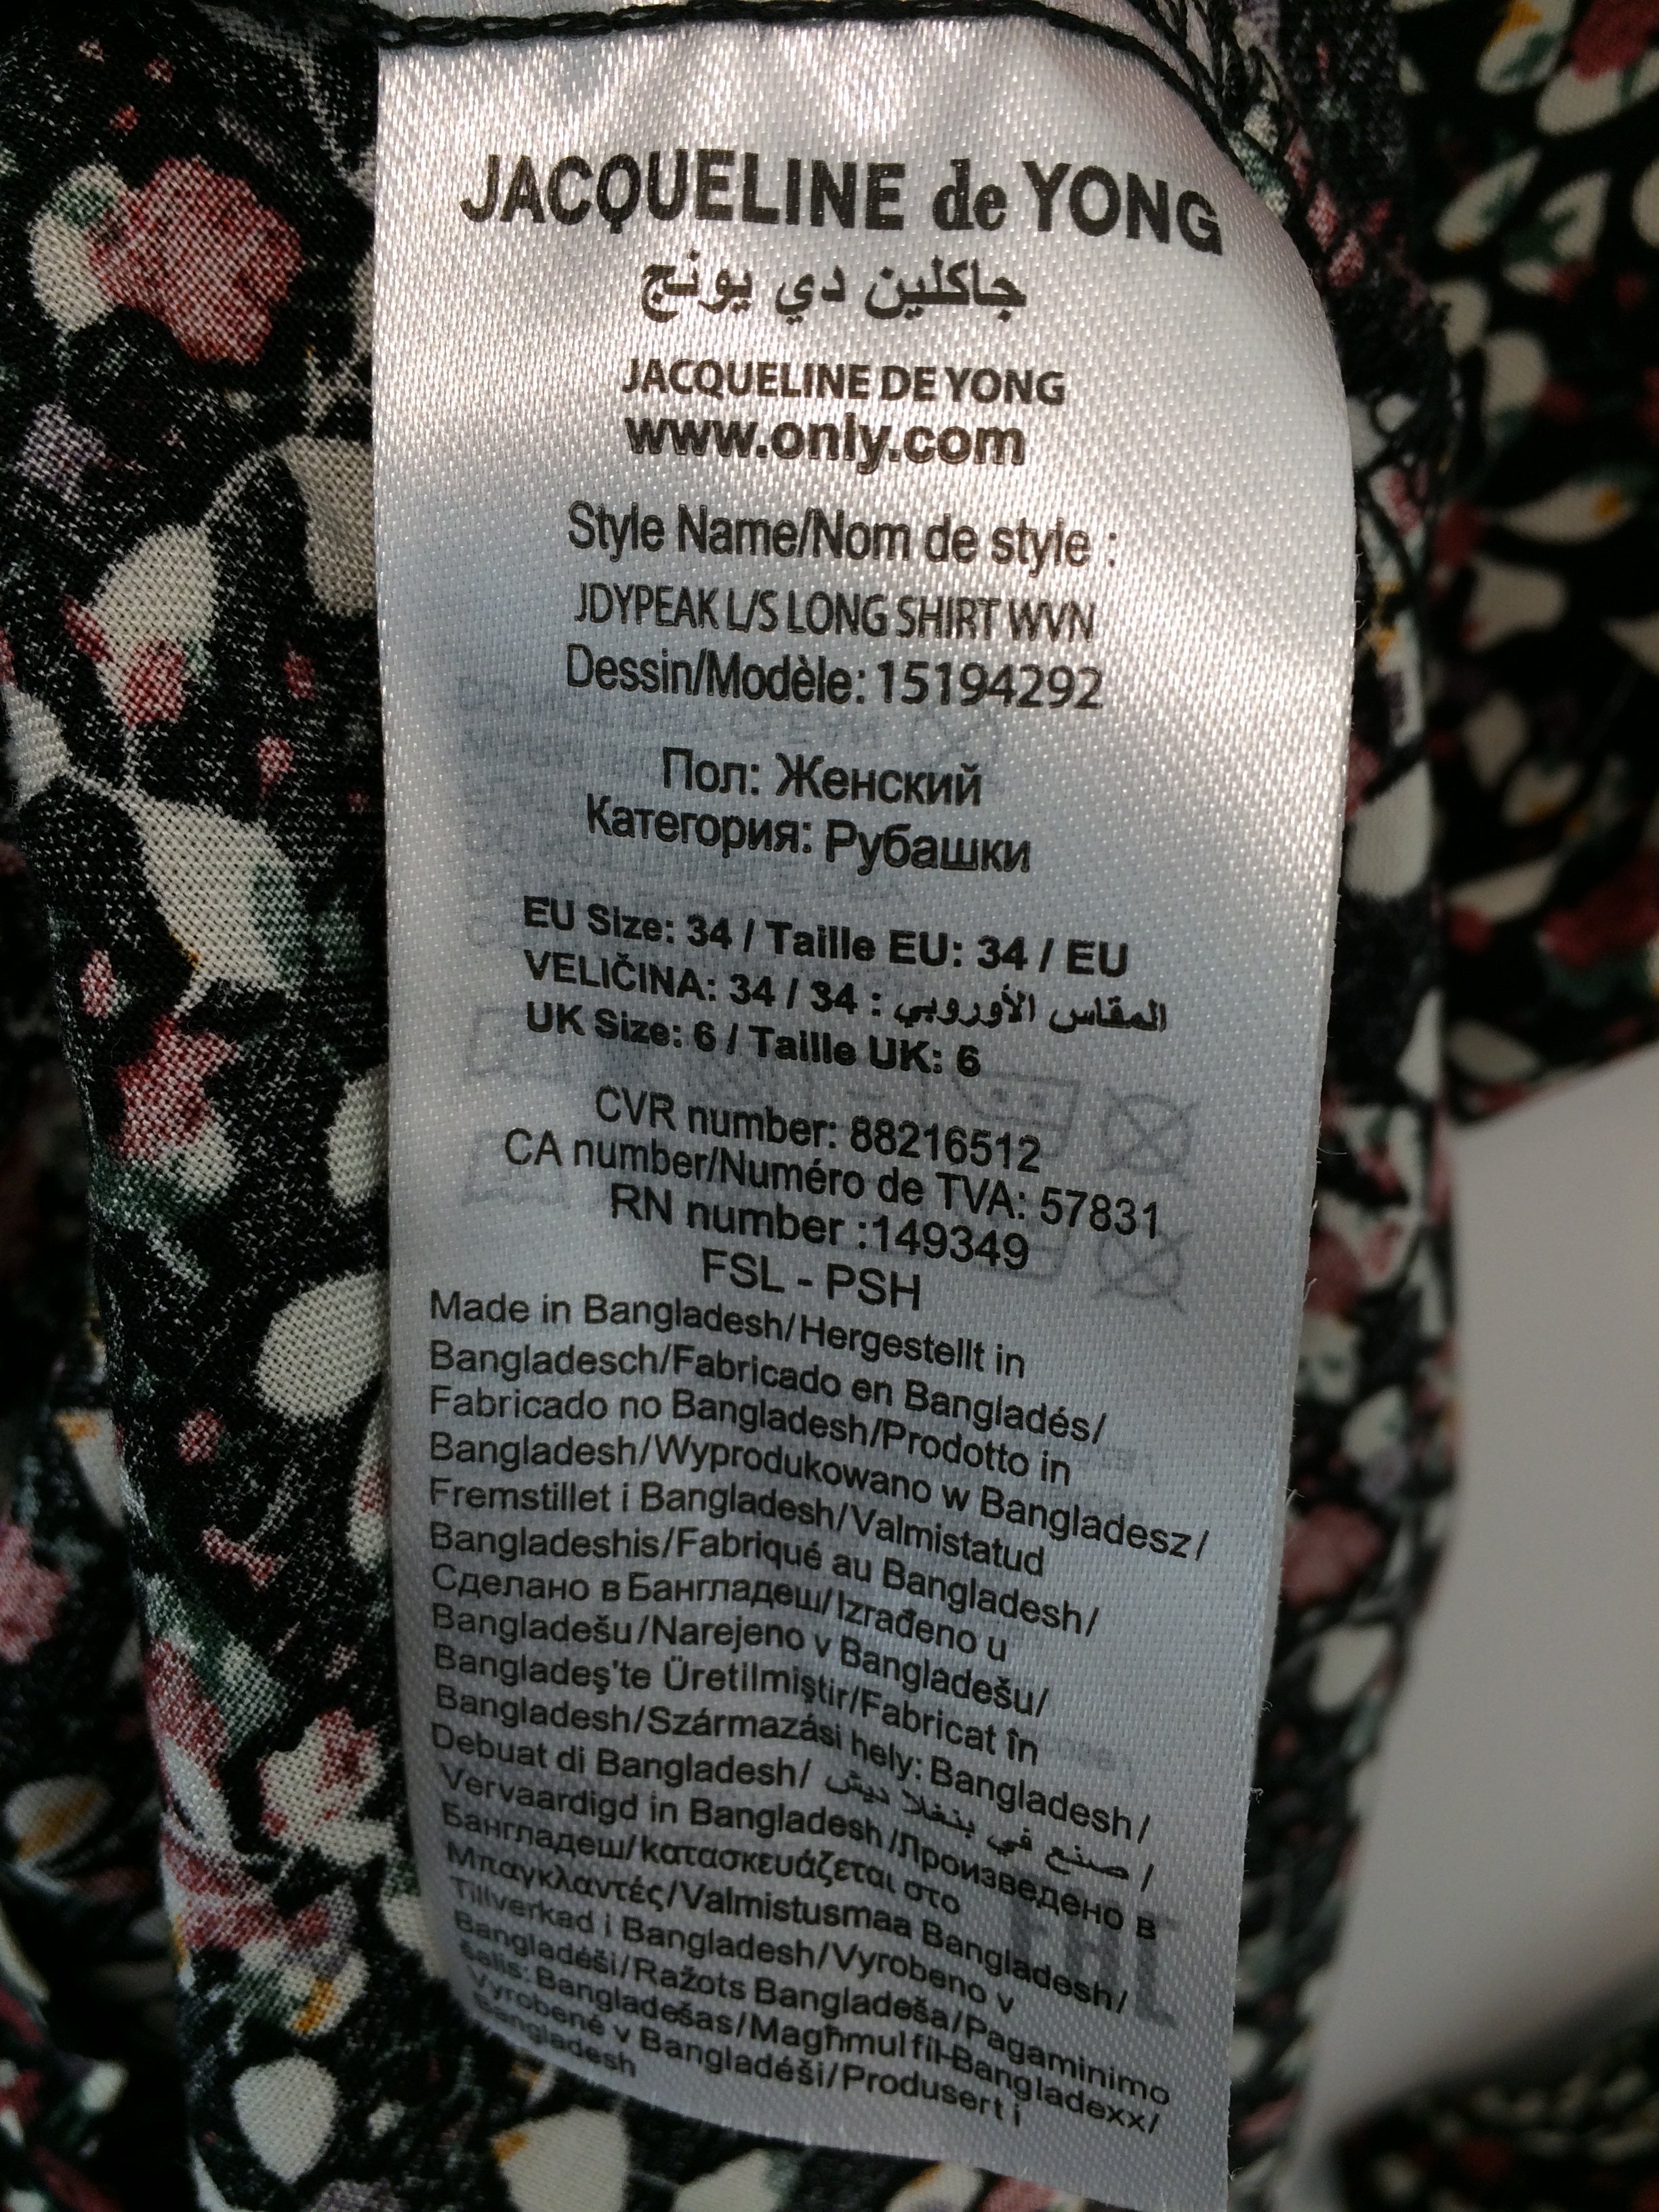 JACQUELINE de YONG
جاكلين دي يونج
JACQUELINE DE YONG
www.only.com
Style Name/Nom de style :
JDYPEAK L/S LONG SHIRT WVN
Dessin/Modèle: 15194292
Пол: Женский
Категория: Рубашки
EU Size: 34 / Taille EU: 34 / EU
VELIČINA: 34 / 34 : المقاس الأوروبي
UK Size: 6 / Taille UK: 6
CVR number: 88216512
CA number/Numéro de TVA: 57831
RN number :149349
FSL - PSH
Made in Bangladesh/Hergestellt in
Bangladesch/Fabricado en Bangladés/
Fabricado no Bangladesh/Prodotto in
Bangladesh/Wyprodukowano w Bangladesz/
Fremstillet i Bangladesh/Valmistatud
Bangladeshis/Fabriqué au Bangladesh/
Сделано в Бангладеш/Izrađeno u
Bangladešu/Narejeno v Bangladešu/
Bangladeş'te Üretilmiştir/Fabricat în
Bangladesh/Származási hely: Bangladesh/
Debuat di Bangladesh/ صنع في بنغلا ديش /
Vervaardigd in Bangladesh/Произведено в
Бангладеш/κατασκευάζεται στο
Μπαγκλαντές/Valmistusmaa Bangladesh/
Tillverkad i Bangladesh/Vyrobeno v
Bangladéši/Ražots Bangladeša/Pagaminimo
šalis: Bangladešas/Magħmul fil-Bangladexx/
Vyrobené v Bangladéši/Produsert i
Bangladesh